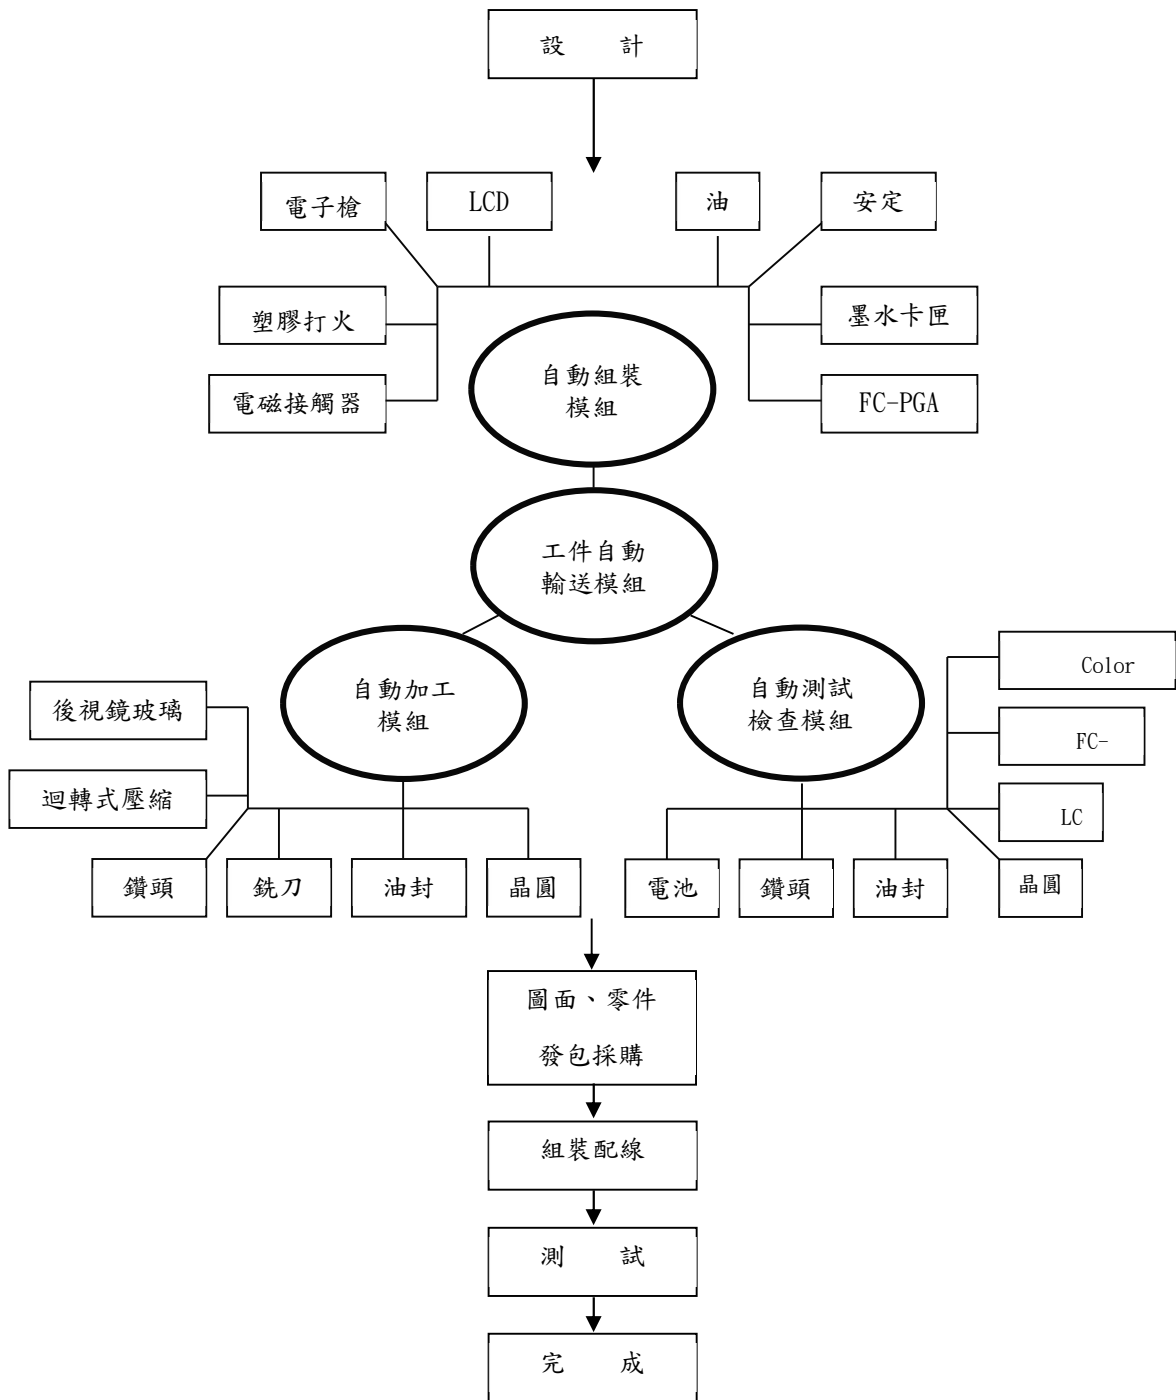 設 計
電子槍
LCD
油
安定
塑膠打火
墨水卡匣
電磁接觸器
FC-PGA
自動組裝
模組
工件自動
輸送模組
自動加工
模組
自動測試
檢查模組
後視鏡玻璃
迴轉式壓縮
鑽頭
銑刀
油封
晶圓
Color
FC-
LC
電池
鑽頭
油封
晶圓
圖面、零件
發包採購
組裝配線
測 試
完 成